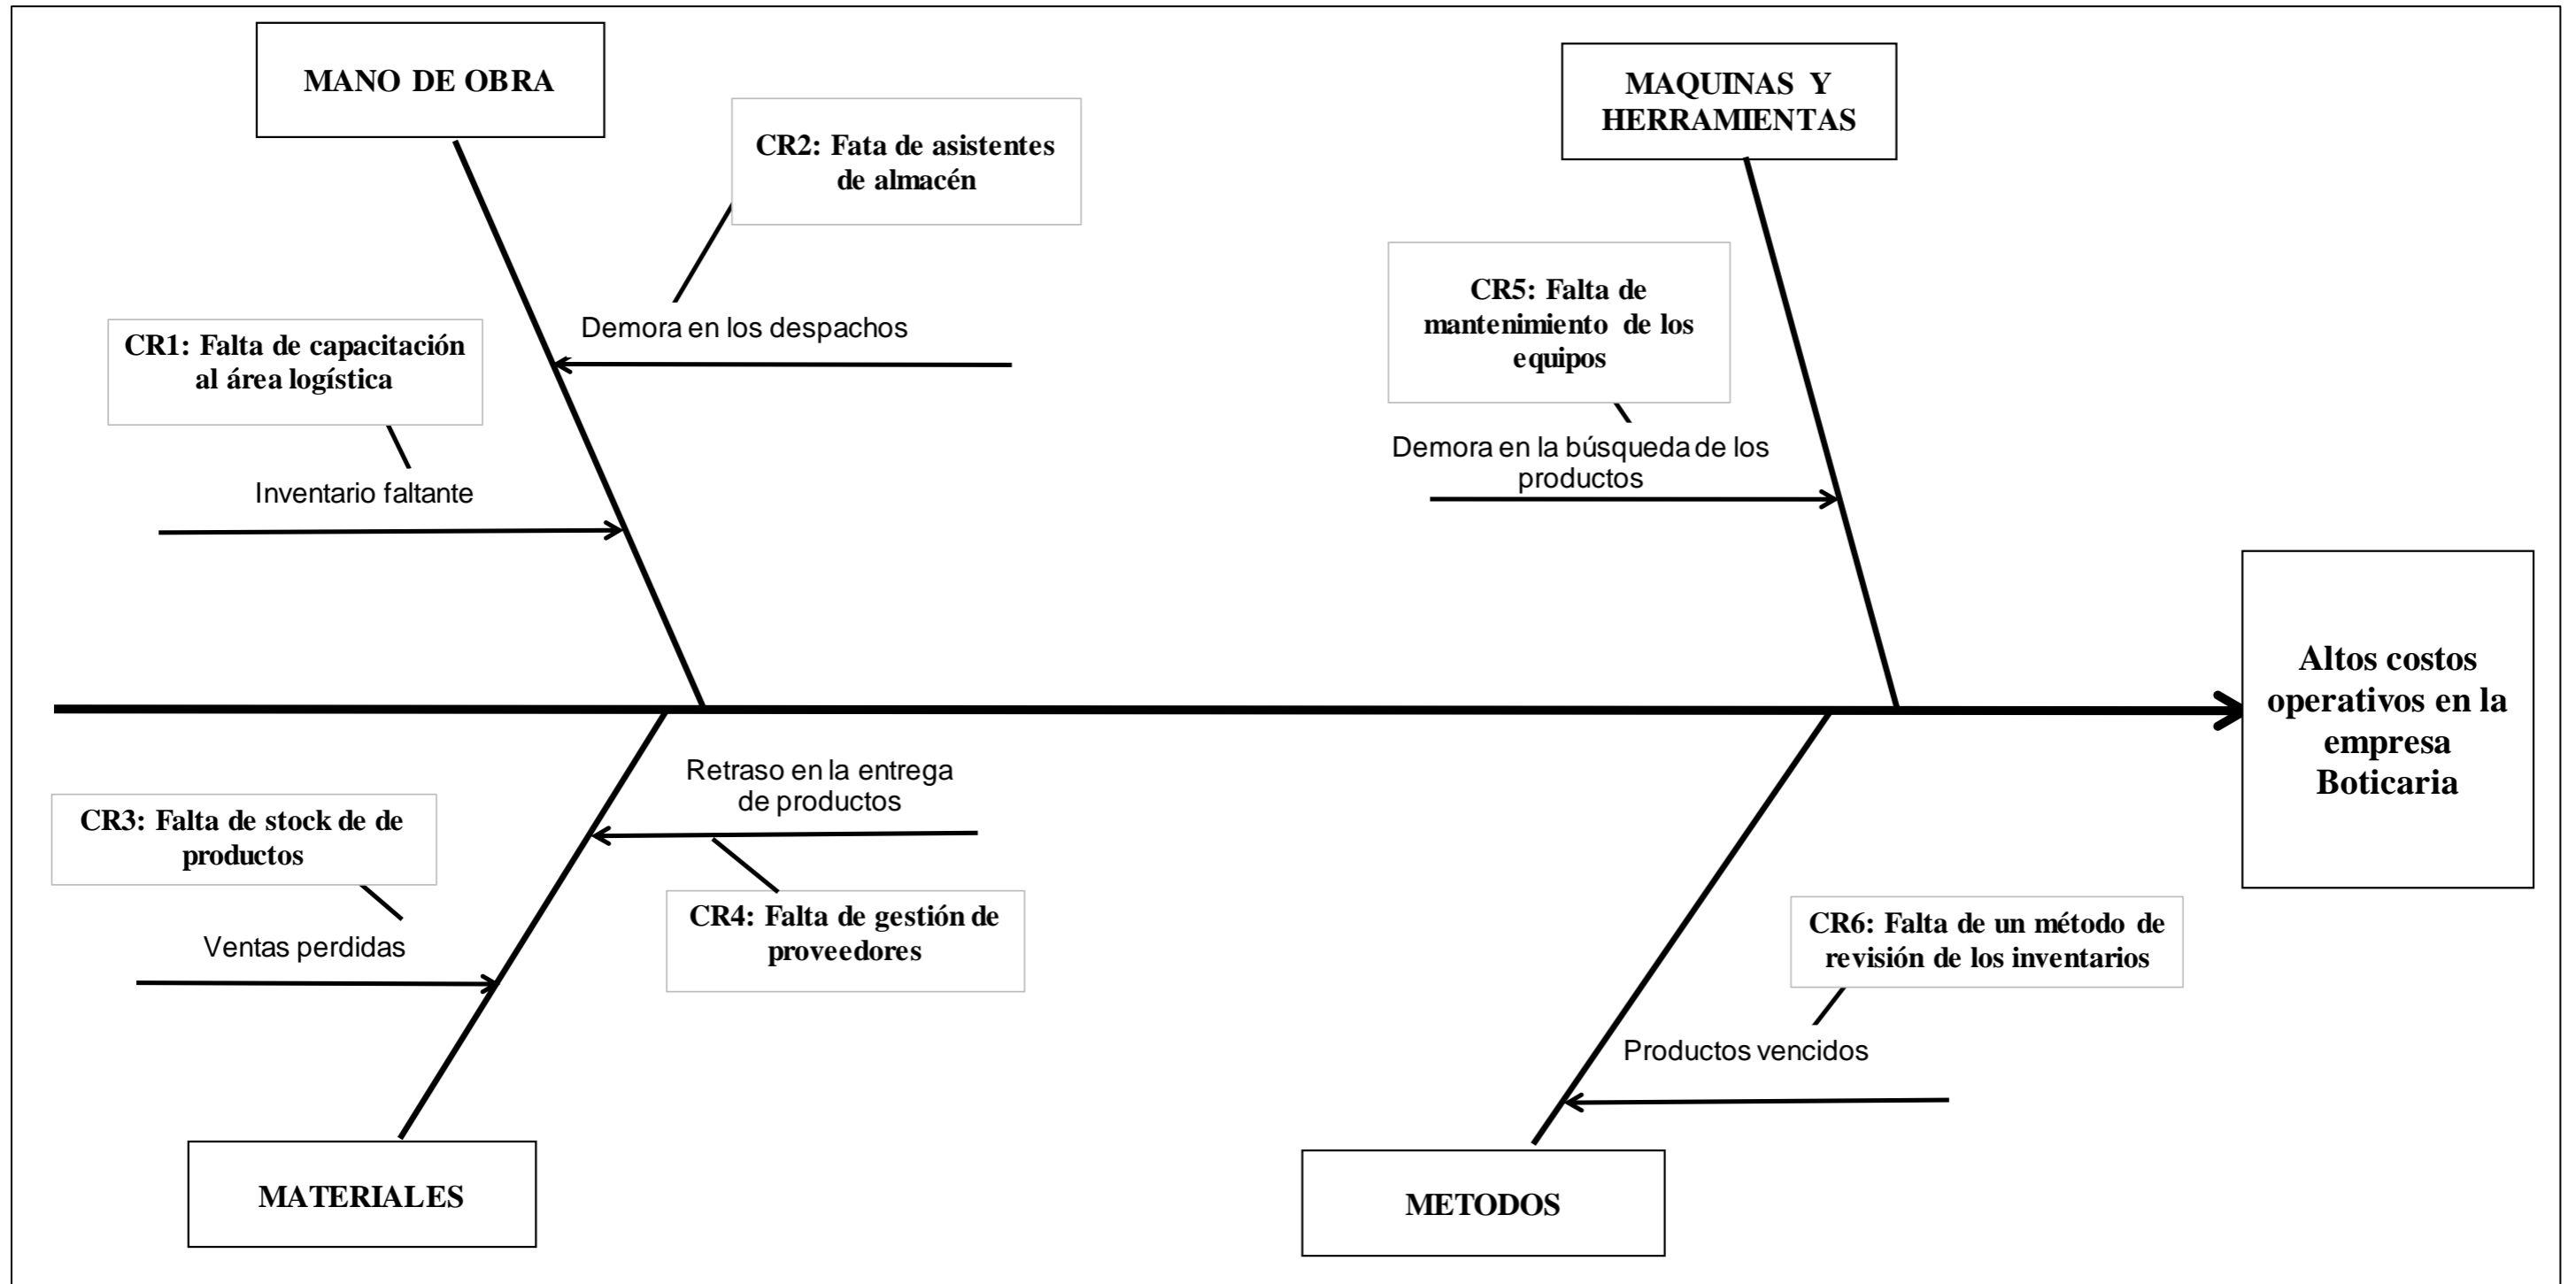 MANO DE OBRA
MAQUINAS Y
HERRAMIENTAS
CR2: Fata de asistentes
de almacén
CR5: Falta de
mantenimiento de los
equipos
CR1: Falta de capacitación
al área logística
Demora en los despachos
Demora en la búsqueda de los
productos
Inventario faltante
Altos costos
operativos en la
empresa
Boticaria
Retraso en la entrega
de productos
CR3: Falta de stock de de
productos
CR4: Falta de gestión de
proveedores
CR6: Falta de un método de
revisión de los inventarios
Ventas perdidas
Productos vencidos
MATERIALES
METODOS